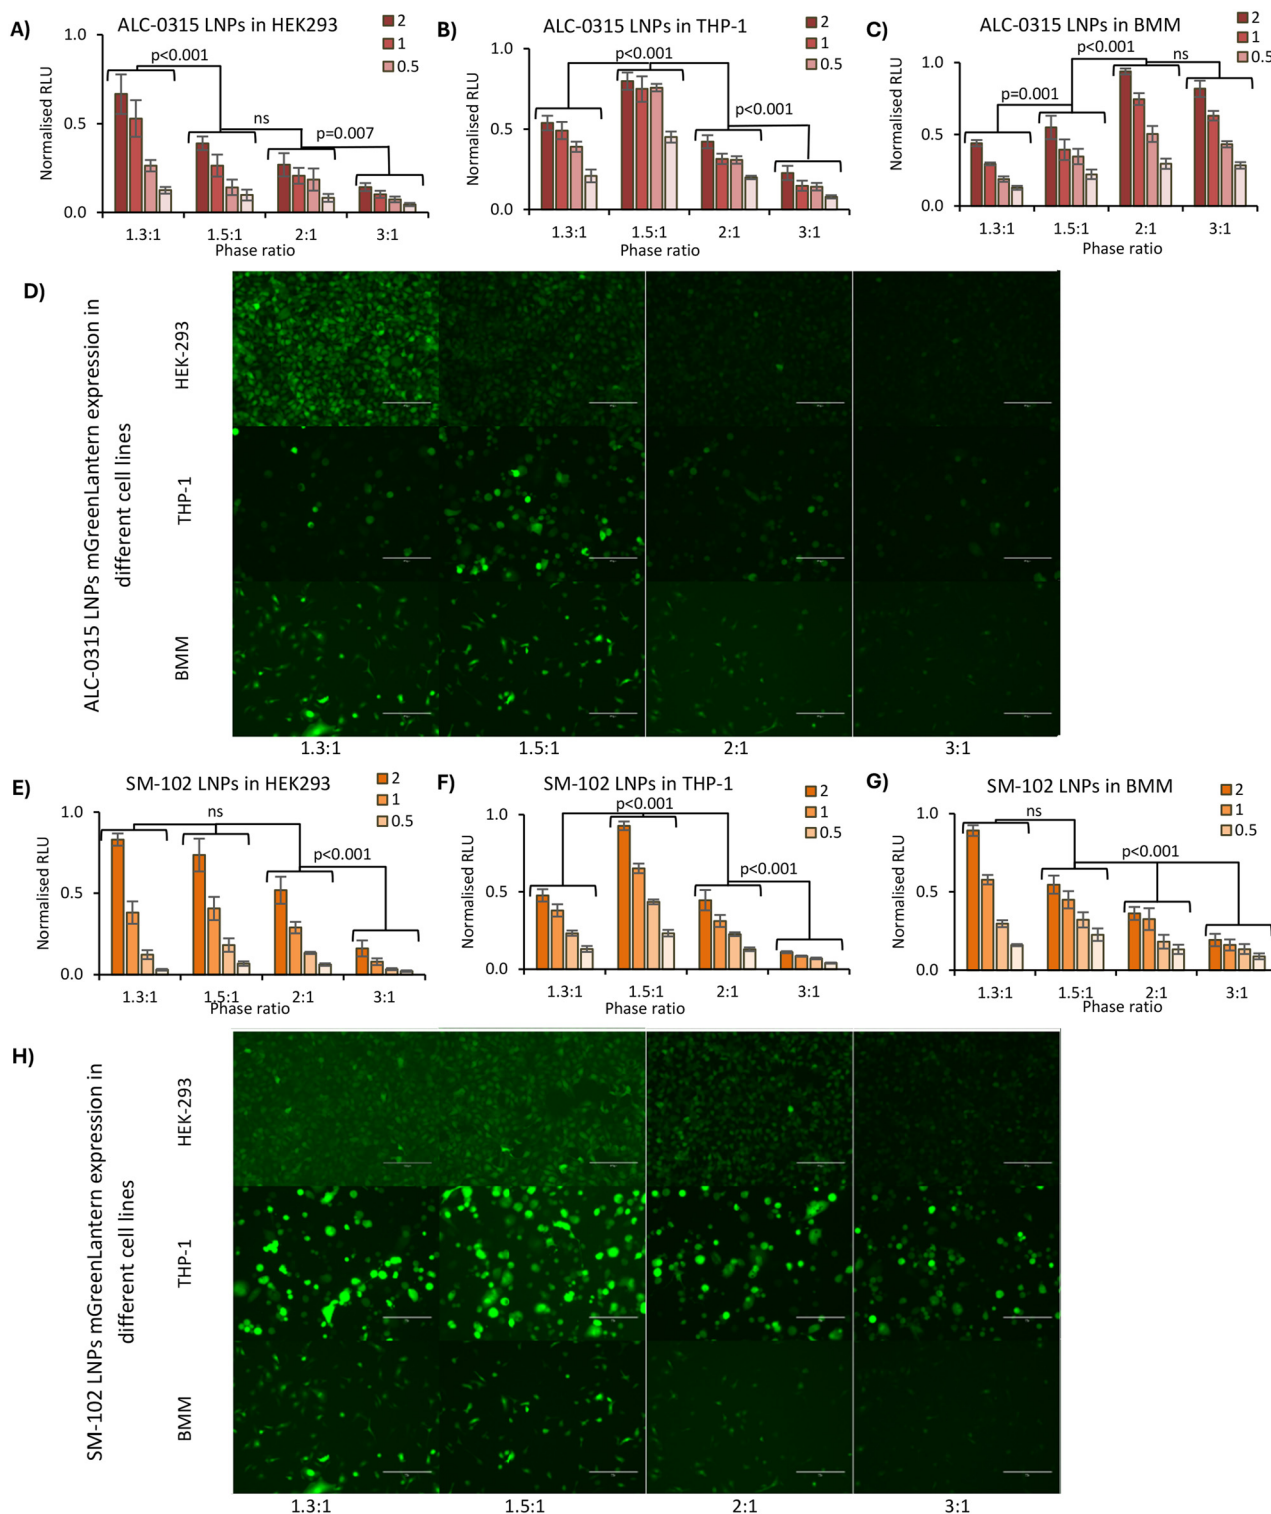 A)
ALC-0315 LNPs in HEK293
2
1
0.5
Normalised RLU
1.0
0.5
0.0
p<0.001
ns
p=0.007
1.3:1
1.5:1
2:1
3:1
Phase ratio
B)
ALC-0315 LNPs in THP-1
2
1
0.5
Normalised RLU
1.0
0.5
0.0
p<0.001
p<0.001
1.3:1
1.5:1
2:1
3:1
Phase ratio
C)
ALC-0315 LNPs in BMM
2
1
0.5
Normalised RLU
1.0
0.5
0.0
p=0.001
p<0.001
ns
1.3:1
1.5:1
2:1
3:1
Phase ratio
D)
ALC-0315 LNPs mGreenLantern expression in
different cell lines
HEK-293
THP-1
BMM
1.3:1
1.5:1
2:1
3:1
E)
SM-102 LNPs in HEK293
2
1
0.5
Normalised RLU
1.0
0.5
0.0
ns
p<0.001
1.3:1
1.5:1
2:1
3:1
Phase ratio
F)
SM-102 LNPs in THP-1
2
1
0.5
Normalised RLU
1.0
0.5
0.0
p<0.001
p<0.001
1.3:1
1.5:1
2:1
3:1
Phase ratio
G)
SM-102 LNPs in BMM
2
1
0.5
Normalised RLU
1.0
0.5
0.0
ns
p<0.001
1.3:1
1.5:1
2:1
3:1
Phase ratio
H)
SM-102 LNPs mGreenLantern expression in
different cell lines
HEK-293
THP-1
BMM
1.3:1
1.5:1
2:1
3:1